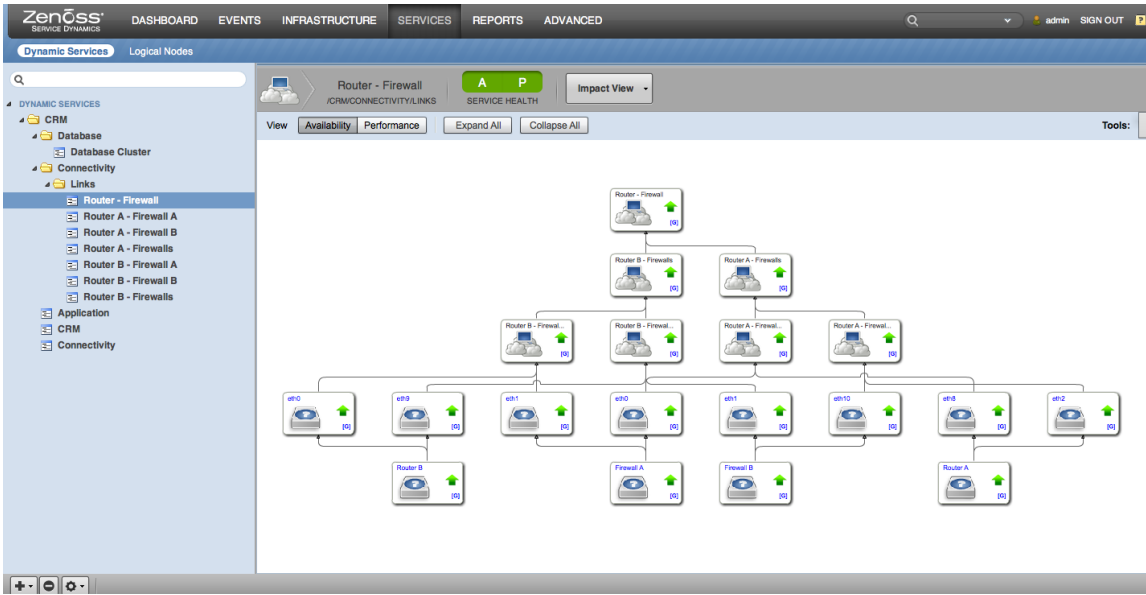 Zenoss DASHBOARD EVENTS INFRASTRUCTURE SERVICES REPORTS ADVANCED admin SIGN OUT ?
SERVICE DYNAMICS
Dynamic Services Logical Nodes
Router - Firewall A P Impact View
/CRM/CONNECTIVITY/LINKS SERVICE HEALTH
View Availability Performance Expand All Collapse All Tools:
DYNAMIC SERVICES
CRM
Database
Database Cluster
Connectivity
Links
Router - Firewall
Router A - Firewall A
Router A - Firewall B
Router A - Firewalls
Router B - Firewall A
Router B - Firewall B
Router B - Firewalls
Application
CRM
Connectivity
Router - Firewall
[G]
Router B - Firewalls Router A - Firewalls
[G] [G]
Router B - Firewal... Router B - Firewal... Router A - Firewal... Router A - Firewal...
[G] [G] [G] [G]
eth0 eth9 eth1 eth0 eth1 eth10 eth8 eth2
[G] [G] [G] [G] [G] [G] [G] [G]
Router B Firewall A Firewall B Router A
[G] [G] [G] [G]